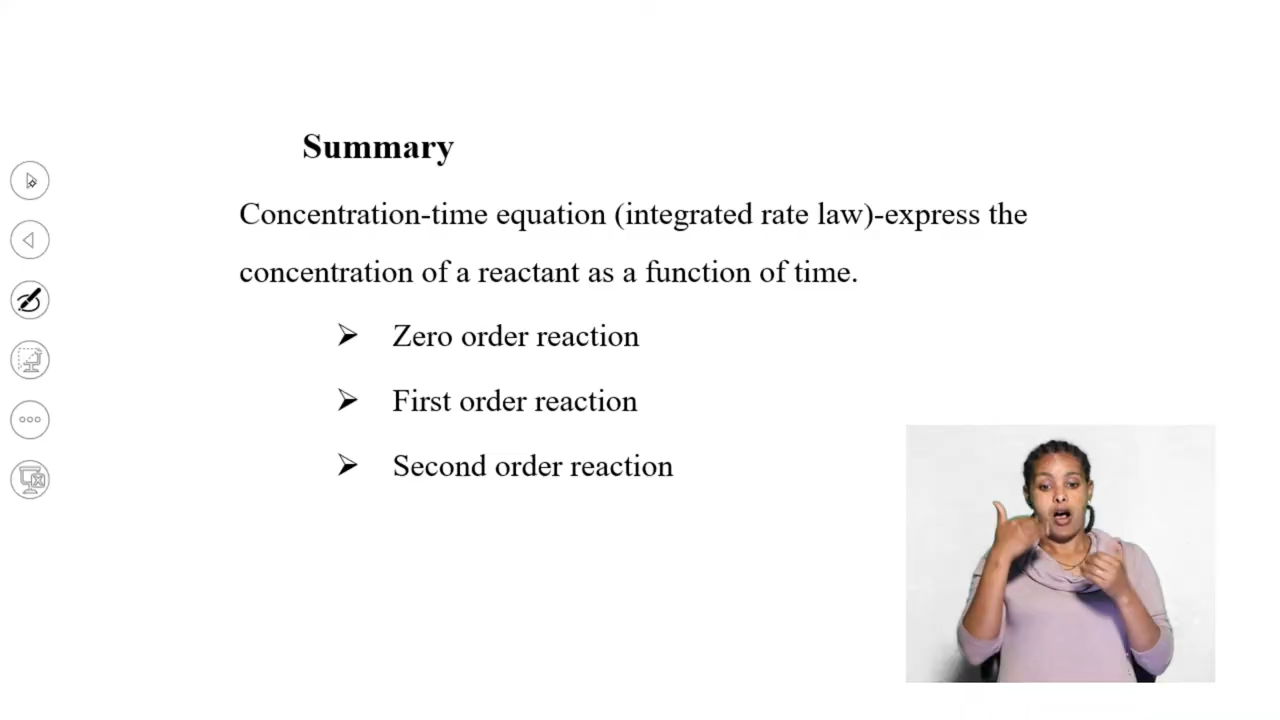 Summary
Concentration-time equation (integrated rate law)-express the
concentration of a reactant as a function of time.
➢ Zero order reaction
➢ First order reaction
➢ Second order reaction